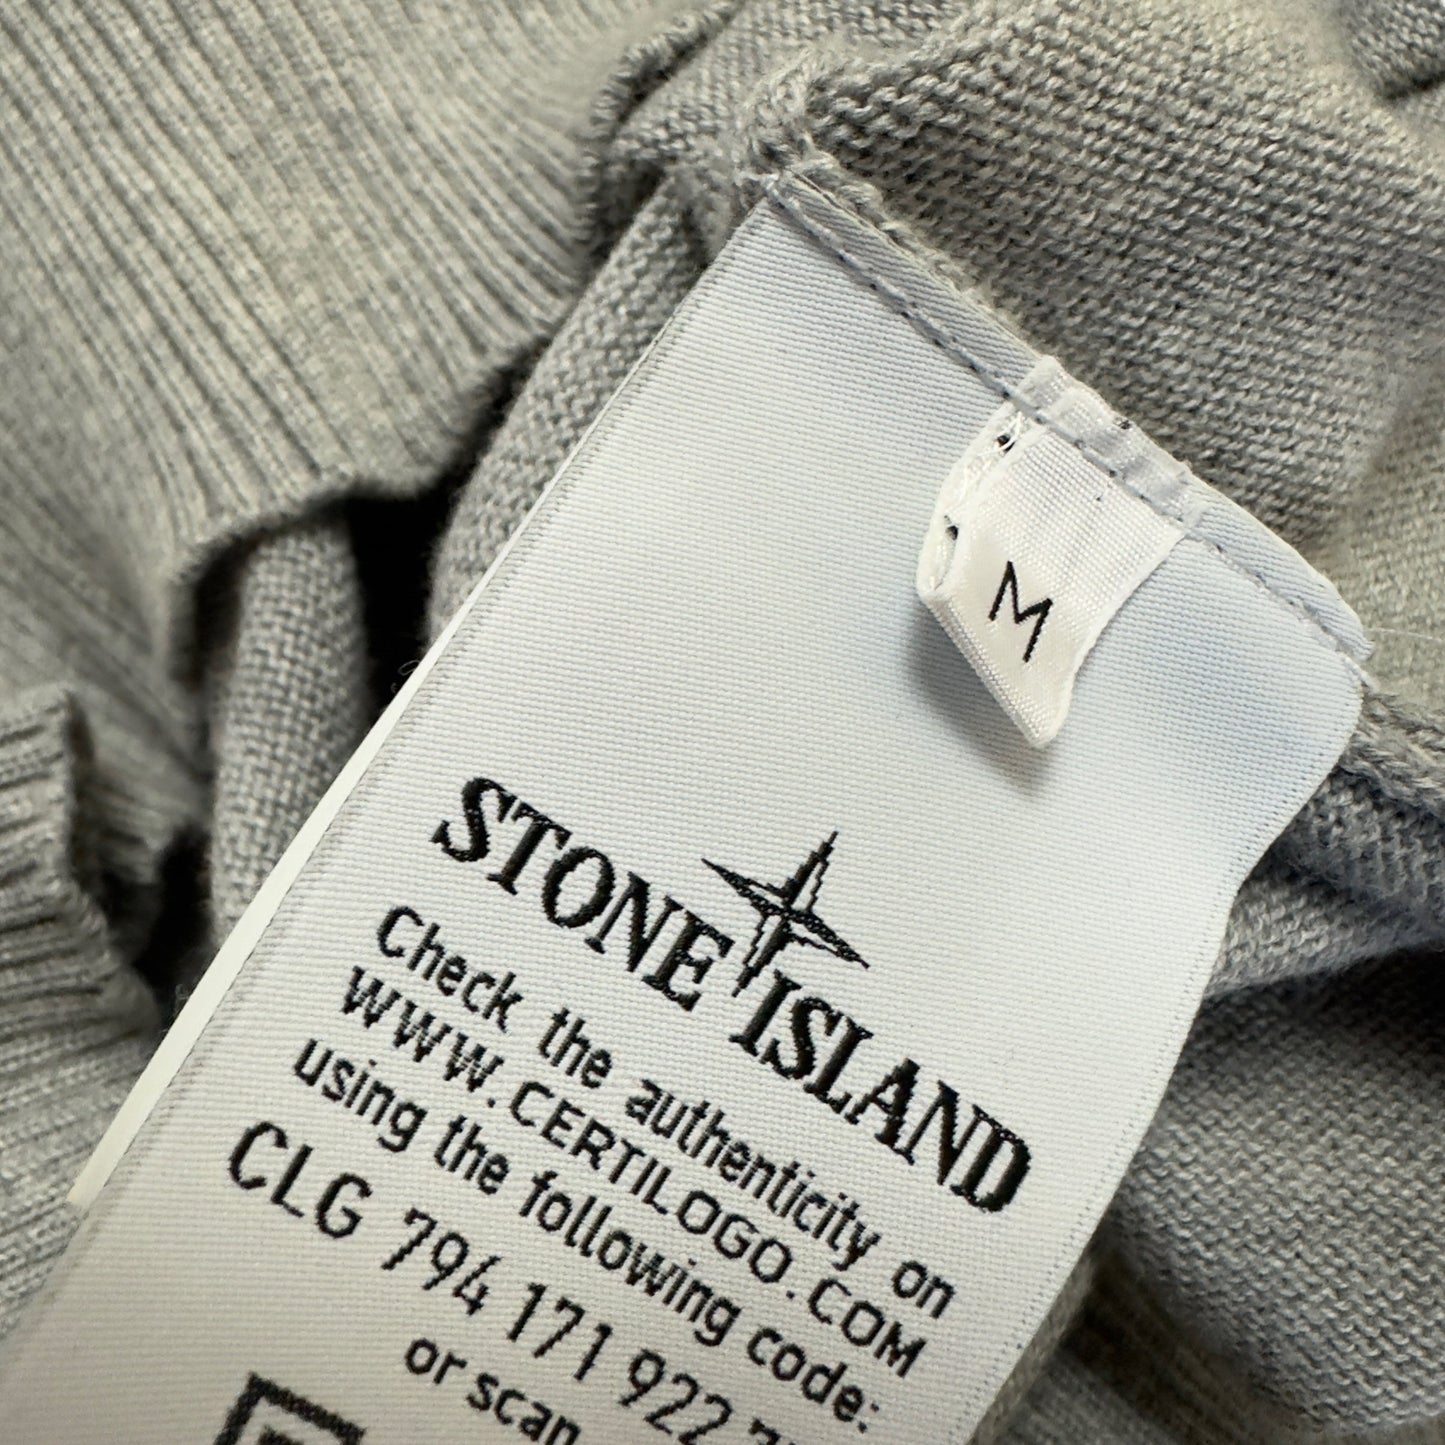 M
STONE ISLAND
Check the authenticity on
WWW.CERTILOGO.COM
using the following code:
CLG 794 171 922
or scan